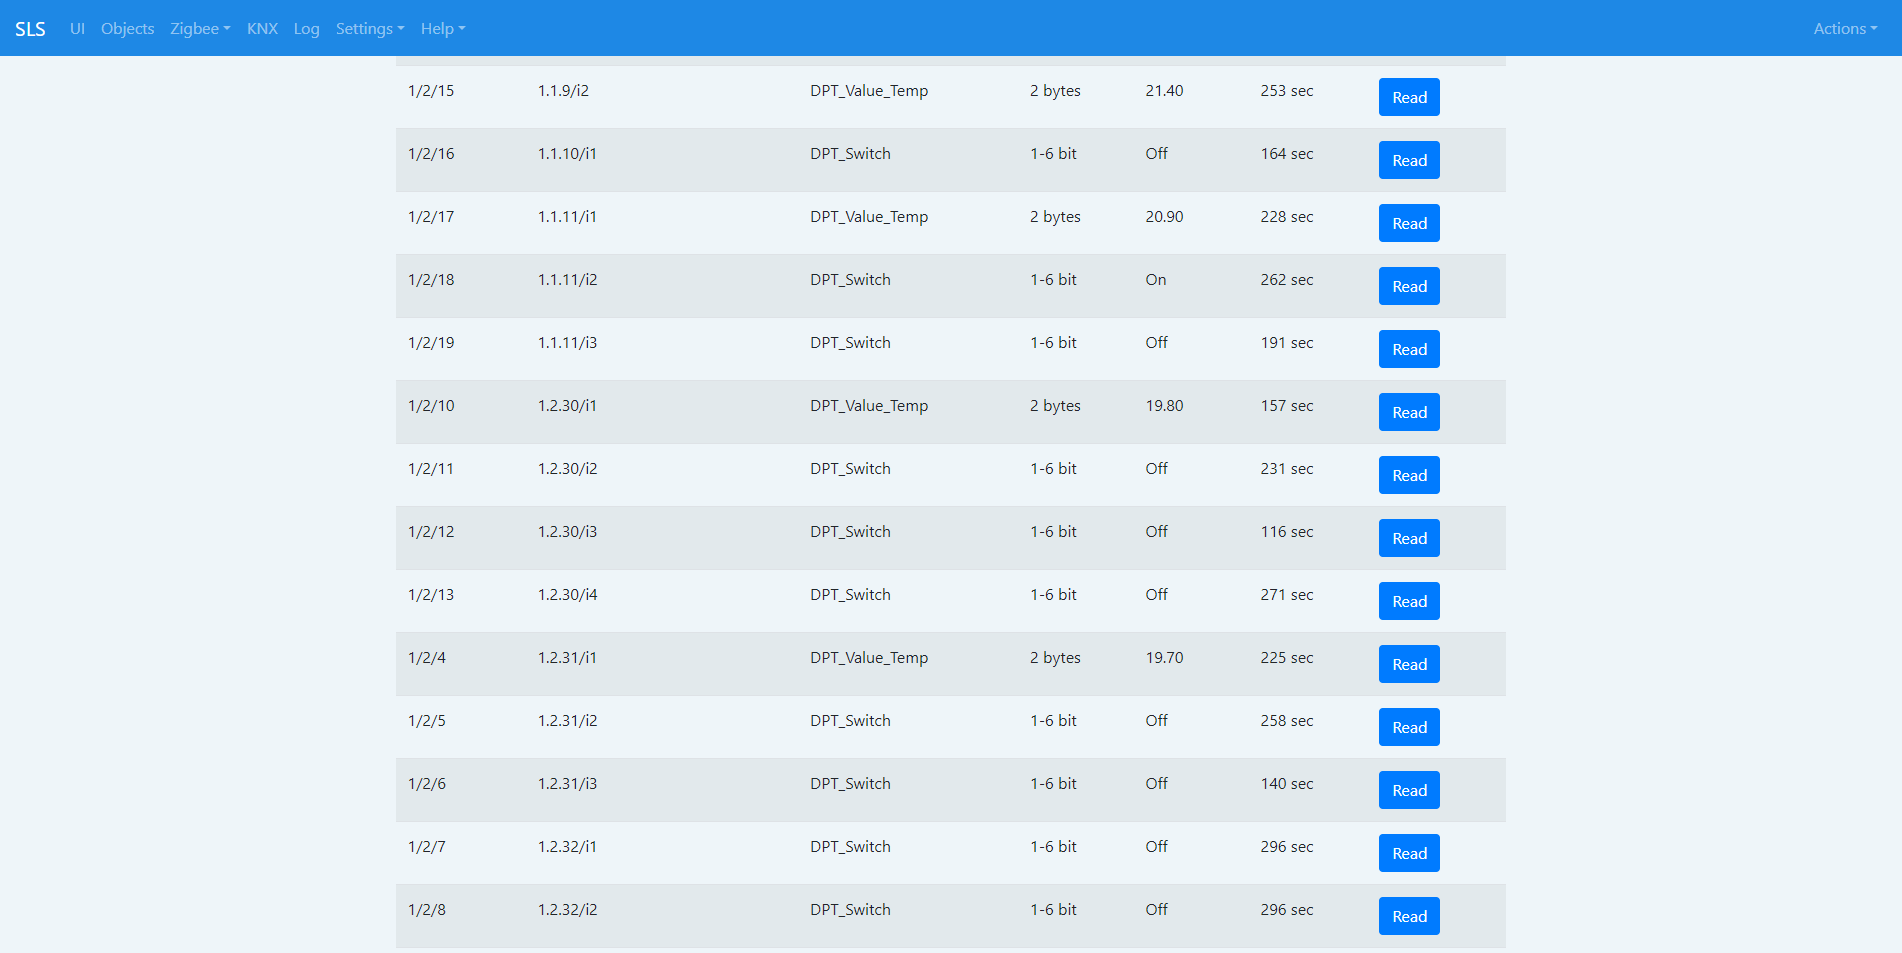 SLS UI Objects Zigbee KNX Log Settings Help Actions
1/2/15 1.1.9/i2 DPT_Value_Temp 2 bytes 21.40 253 sec Read
1/2/16 1.1.10/i1 DPT_Switch 1-6 bit Off 164 sec Read
1/2/17 1.1.11/i1 DPT_Value_Temp 2 bytes 20.90 228 sec Read
1/2/18 1.1.11/i2 DPT_Switch 1-6 bit On 262 sec Read
1/2/19 1.1.11/i3 DPT_Switch 1-6 bit Off 191 sec Read
1/2/10 1.2.30/i1 DPT_Value_Temp 2 bytes 19.80 157 sec Read
1/2/11 1.2.30/i2 DPT_Switch 1-6 bit Off 231 sec Read
1/2/12 1.2.30/i3 DPT_Switch 1-6 bit Off 116 sec Read
1/2/13 1.2.30/i4 DPT_Switch 1-6 bit Off 271 sec Read
1/2/4 1.2.31/i1 DPT_Value_Temp 2 bytes 19.70 225 sec Read
1/2/5 1.2.31/i2 DPT_Switch 1-6 bit Off 258 sec Read
1/2/6 1.2.31/i3 DPT_Switch 1-6 bit Off 140 sec Read
1/2/7 1.2.32/i1 DPT_Switch 1-6 bit Off 296 sec Read
1/2/8 1.2.32/i2 DPT_Switch 1-6 bit Off 296 sec Read